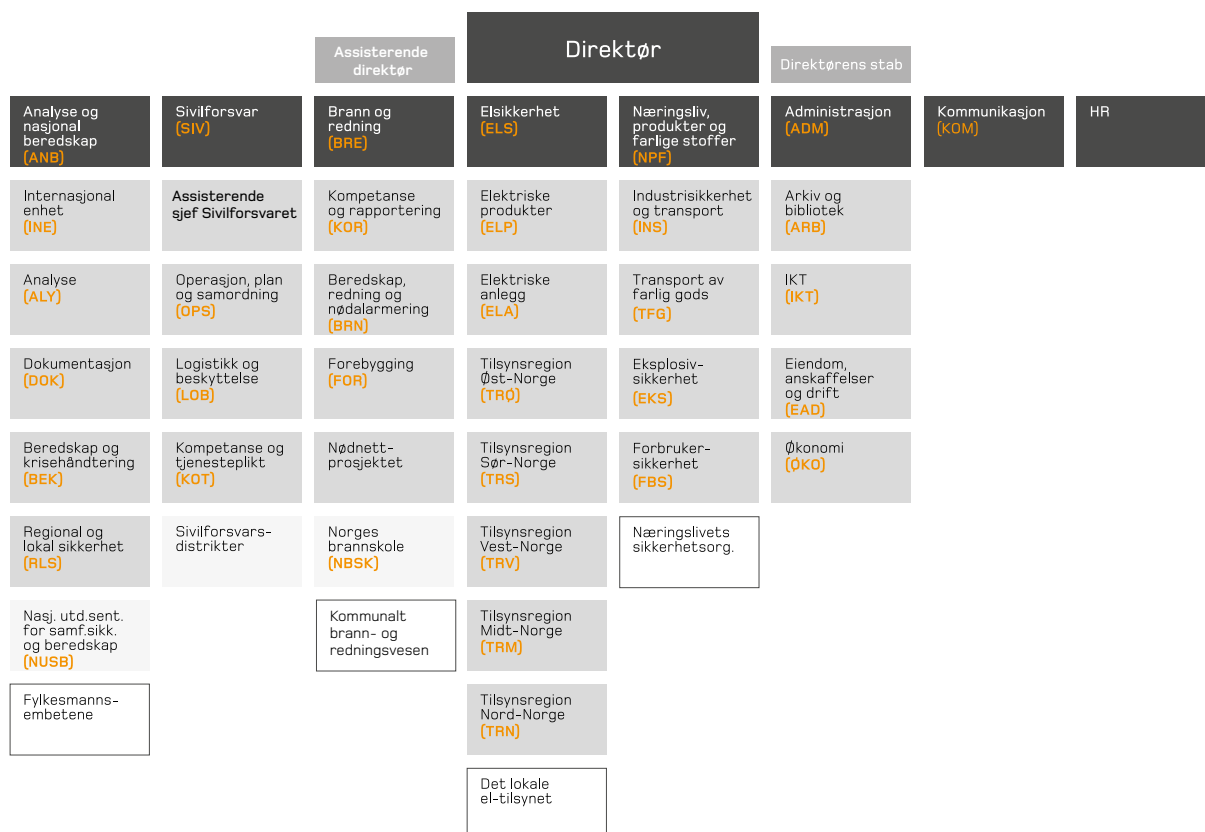 Assisterende
direktør
Direktør
Direktørens stab
Analyse og
nasjonal
beredskap
(ANB)
Sivilforsvar
(SIV)
Brann og
redning
(BRE)
Elsikkerhet
(ELS)
Næringsliv,
produkter og
farlige stoffer
(NPF)
Administrasjon
(ADM)
Kommunikasjon
(KOM)
HR
Internasjonal
enhet
(INE)
Assisterende
sjef Sivilforsvaret
Kompetanse
og rapportering
(KOR)
Elektriske
produkter
(ELP)
Industrisikkerhet
og transport
(INS)
Arkiv og
bibliotek
(ARB)
Analyse
(ALY)
Operasjon, plan
og samordning
(OPS)
Beredskap,
redning og
nødalarmering
(BRN)
Elektriske
anlegg
(ELA)
Transport av
farlig gods
(TFG)
IKT
(IKT)
Dokumentasjon
(DOK)
Logistikk og
beskyttelse
(LOB)
Forebygging
(FOR)
Tilsynsregion
Øst-Norge
(TRØ)
Eksplosiv-
sikkerhet
(EKS)
Eiendom,
anskaffelser
og drift
(EAD)
Beredskap og
krisehåndtering
(BEK)
Kompetanse og
tjenesteplikt
(KOT)
Nødnett-
prosjektet
Tilsynsregion
Sør-Norge
(TRS)
Forbruker-
sikkerhet
(FBS)
Økonomi
(ØKO)
Regional og
lokal sikkerhet
(RLS)
Sivilforsvars-
distrikter
Norges
brannskole
(NBSK)
Tilsynsregion
Vest-Norge
(TRV)
Næringslivets
sikkerhetsorg.
Nasj. utd.sent.
for samf.sikk.
og beredskap
(NUSB)
Kommunalt
brann- og
redningsvesen
Tilsynsregion
Midt-Norge
(TRM)
Fylkesmanns-
embetene
Tilsynsregion
Nord-Norge
(TRN)
Det lokale
el-tilsynet